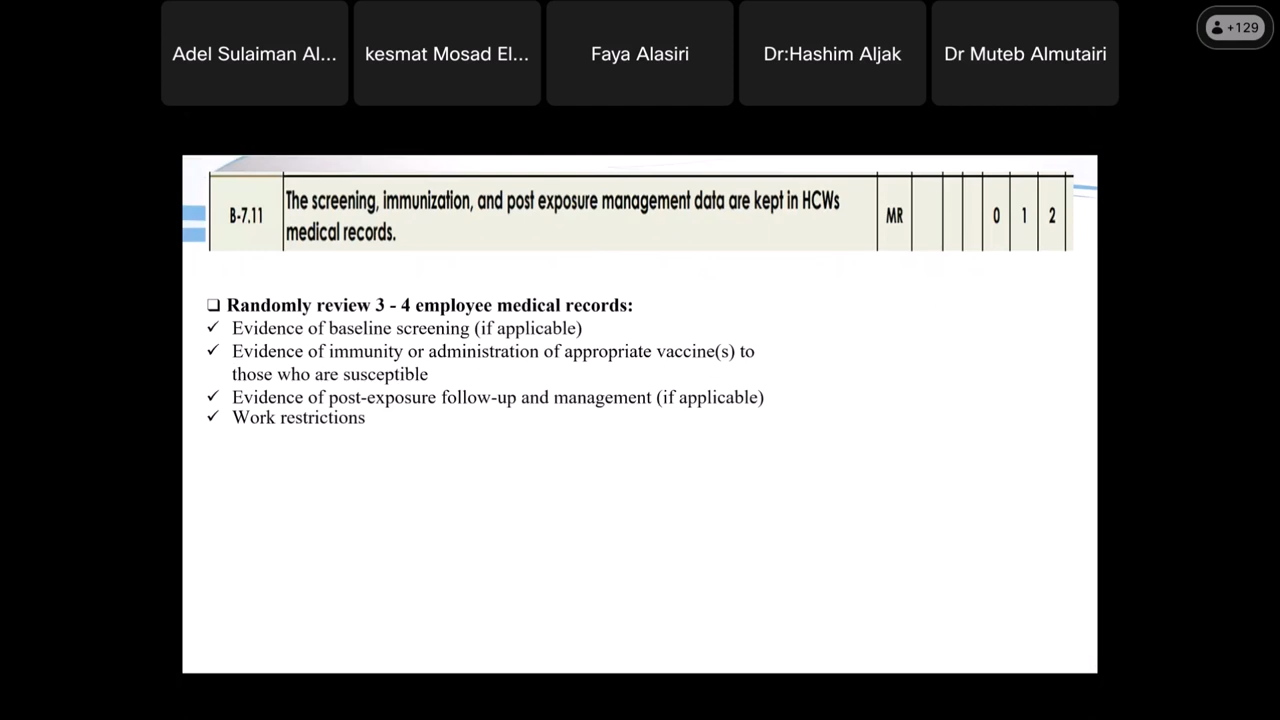 Adel Sulaiman Al...
kesmat Mosad El...
Faya Alasiri
Dr:Hashim Aljak
Dr Muteb Almutairi
+129
B-7.11
The screening, immunization, and post exposure management data are kept in HCWs
medical records.
MR
0 1 2
❑ Randomly review 3 - 4 employee medical records:
✓ Evidence of baseline screening (if applicable)
✓ Evidence of immunity or administration of appropriate vaccine(s) to
those who are susceptible
✓ Evidence of post-exposure follow-up and management (if applicable)
✓ Work restrictions